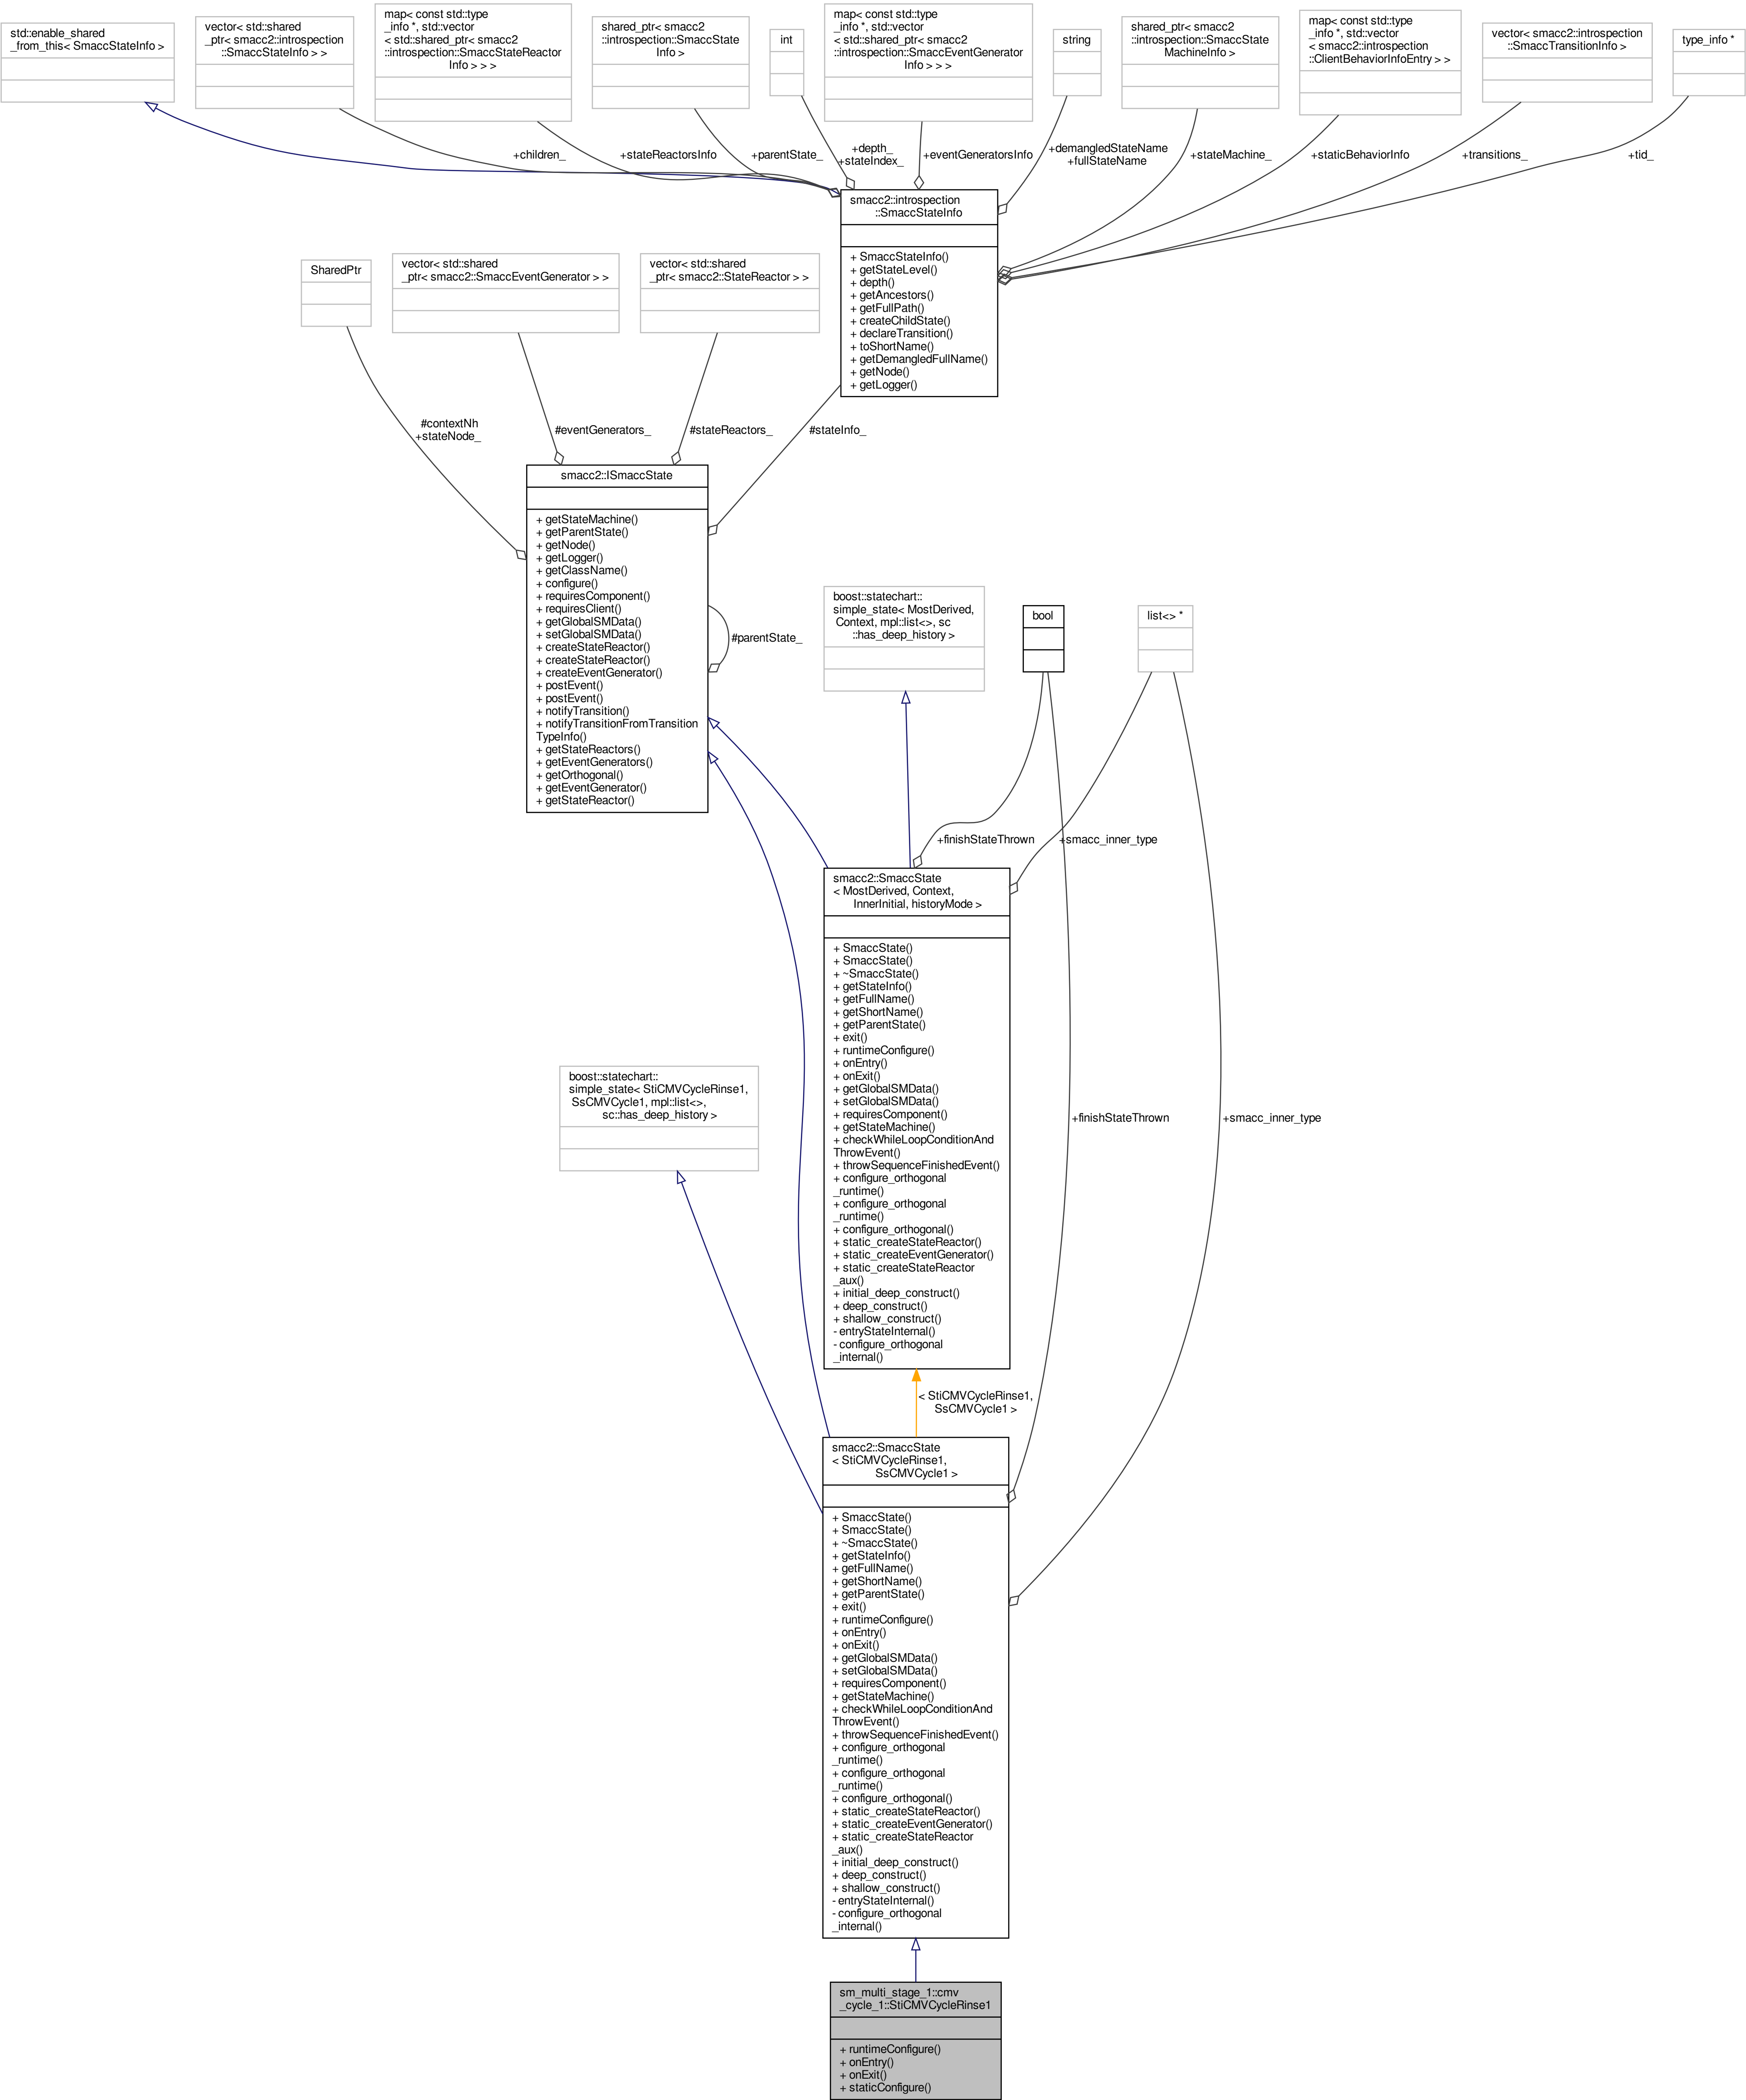 std::enable_shared
_from_this< SmaccStateInfo >
vector< std::shared
_ptr< smacc2::introspection
::SmaccStateInfo > >
map< const std::type
_info *, std::vector
< std::shared_ptr< smacc2
::introspection::SmaccStateReactor
Info > > >
shared_ptr< smacc2
::introspection::SmaccState
Info >
int
map< const std::type
_info *, std::vector
< std::shared_ptr< smacc2
::introspection::SmaccEventGenerator
Info > > >
string
shared_ptr< smacc2
::introspection::SmaccState
MachineInfo >
map< const std::type
_info *, std::vector
< smacc2::introspection
::ClientBehaviorInfoEntry > >
vector< smacc2::introspection
::SmaccTransitionInfo >
type_info *
+children_
+stateReactorsInfo
+parentState_
+depth_
+stateIndex_
+eventGeneratorsInfo
+demangledStateName
+fullStateName
+stateMachine_
+staticBehaviorInfo
+transitions_
+tid_
smacc2::introspection
::SmaccStateInfo
+ SmaccStateInfo()
+ getStateLevel()
+ depth()
+ getAncestors()
+ getFullPath()
+ createChildState()
+ declareTransition()
+ toShortName()
+ getDemangledFullName()
+ getNode()
+ getLogger()
SharedPtr
vector< std::shared
_ptr< smacc2::SmaccEventGenerator > >
vector< std::shared
_ptr< smacc2::StateReactor > >
#contextNh
+stateNode_
#eventGenerators_
#stateReactors_
#stateInfo_
smacc2::ISmaccState
+ getStateMachine()
+ getParentState()
+ getNode()
+ getLogger()
+ getClassName()
+ configure()
+ requiresComponent()
+ requiresClient()
+ getGlobalSMData()
+ setGlobalSMData()
+ createStateReactor()
+ createStateReactor()
+ createEventGenerator()
+ postEvent()
+ postEvent()
+ notifyTransition()
+ notifyTransitionFromTransition
TypeInfo()
+ getStateReactors()
+ getEventGenerators()
+ getOrthogonal()
+ getEventGenerator()
+ getStateReactor()
#parentState_
boost::statechart::
simple_state< MostDerived,
Context, mpl::list<>, sc
::has_deep_history >
bool
list<> *
+finishStateThrown
+smacc_inner_type
smacc2::SmaccState
< MostDerived, Context,
InnerInitial, historyMode >
+ SmaccState()
+ SmaccState()
+ ~SmaccState()
+ getStateInfo()
+ getFullName()
+ getShortName()
+ getParentState()
+ exit()
+ runtimeConfigure()
+ onEntry()
+ onExit()
+ getGlobalSMData()
+ setGlobalSMData()
+ requiresComponent()
+ getStateMachine()
+ checkWhileLoopConditionAnd
ThrowEvent()
+ throwSequenceFinishedEvent()
+ configure_orthogonal
_runtime()
+ configure_orthogonal
_runtime()
+ configure_orthogonal()
+ static_createStateReactor()
+ static_createEventGenerator()
+ static_createStateReactor
_aux()
+ initial_deep_construct()
+ deep_construct()
+ shallow_construct()
- entryStateInternal()
- configure_orthogonal
_internal()
boost::statechart::
simple_state< StiCMVCycleRinse1,
SsCMVCycle1, mpl::list<>,
sc::has_deep_history >
+finishStateThrown
+smacc_inner_type
< StiCMVCycleRinse1,
SsCMVCycle1 >
smacc2::SmaccState
< StiCMVCycleRinse1,
SsCMVCycle1 >
+ SmaccState()
+ SmaccState()
+ ~SmaccState()
+ getStateInfo()
+ getFullName()
+ getShortName()
+ getParentState()
+ exit()
+ runtimeConfigure()
+ onEntry()
+ onExit()
+ getGlobalSMData()
+ setGlobalSMData()
+ requiresComponent()
+ getStateMachine()
+ checkWhileLoopConditionAnd
ThrowEvent()
+ throwSequenceFinishedEvent()
+ configure_orthogonal
_runtime()
+ configure_orthogonal
_runtime()
+ configure_orthogonal()
+ static_createStateReactor()
+ static_createEventGenerator()
+ static_createStateReactor
_aux()
+ initial_deep_construct()
+ deep_construct()
+ shallow_construct()
- entryStateInternal()
- configure_orthogonal
_internal()
sm_multi_stage_1::cmv
_cycle_1::StiCMVCycleRinse1
+ runtimeConfigure()
+ onEntry()
+ onExit()
+ staticConfigure()